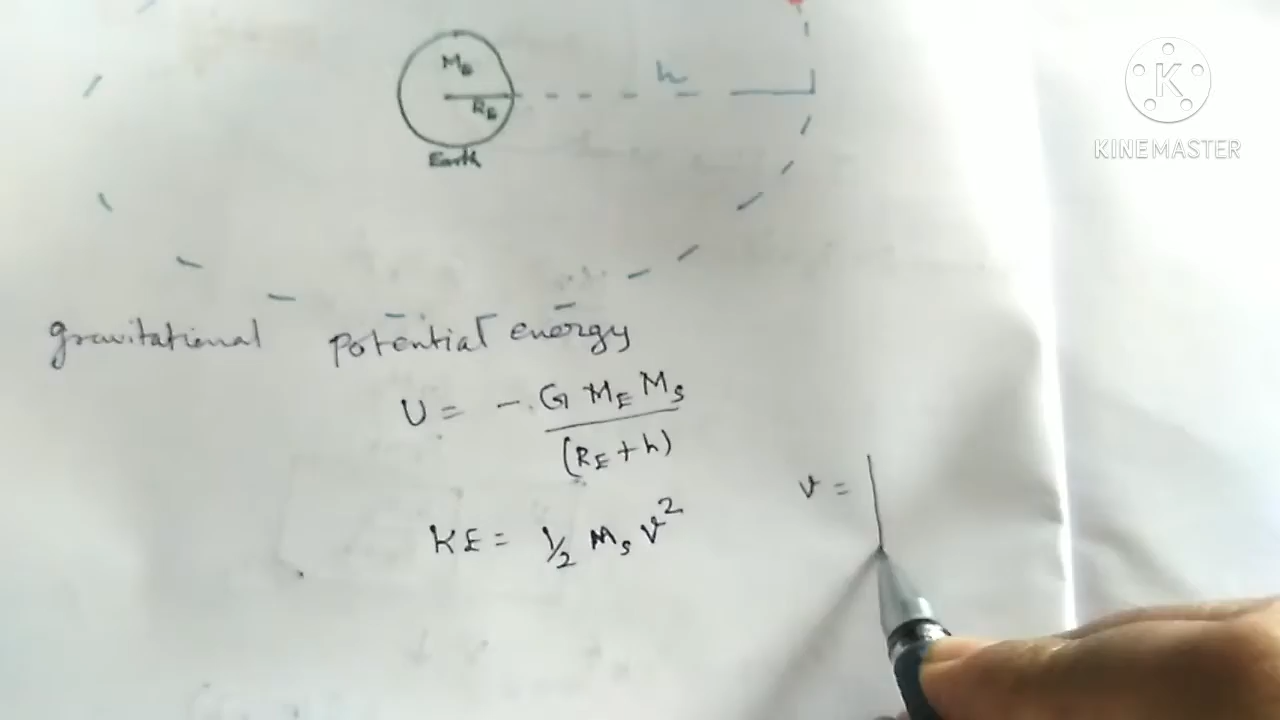 M_E
R_E
h
Earth
K
KINEMASTER
gravitational potential energy
U = - G M_E M_S
(R_E + h)
KE = 1/2 M_S V^2
v =